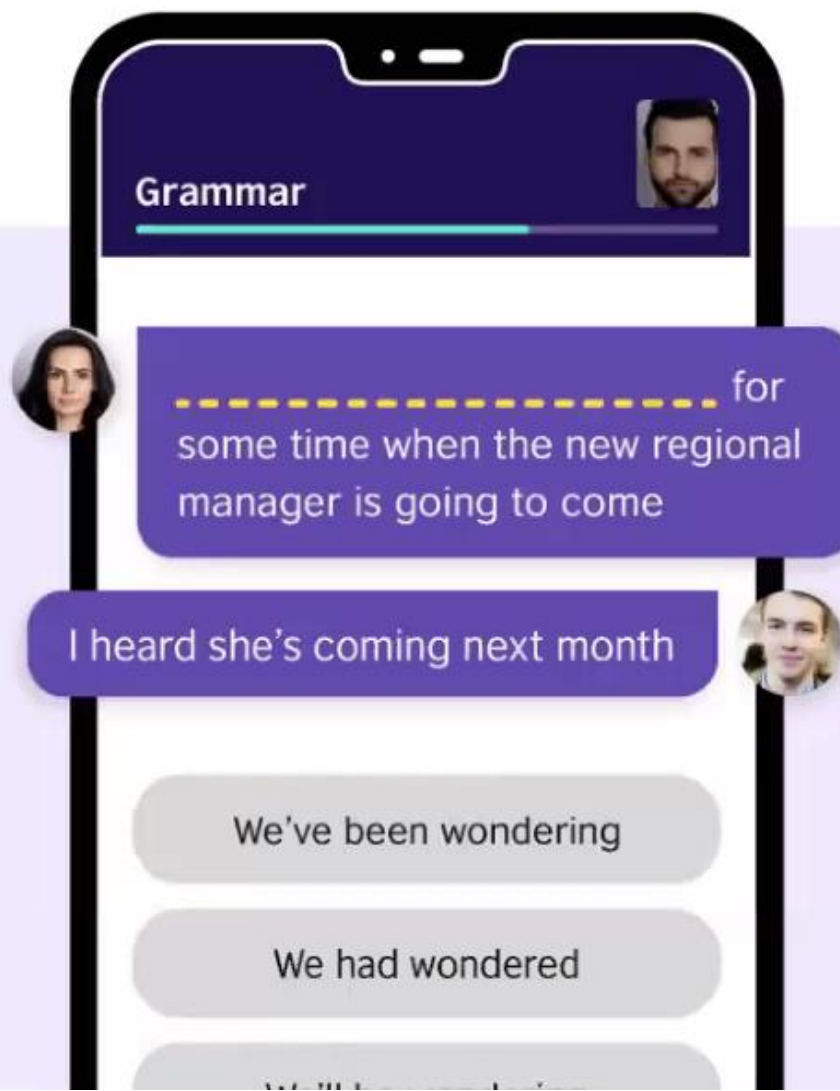 Grammar
for
some time when the new regional
manager is going to come
I heard she's coming next month
We've been wondering
We had wondered